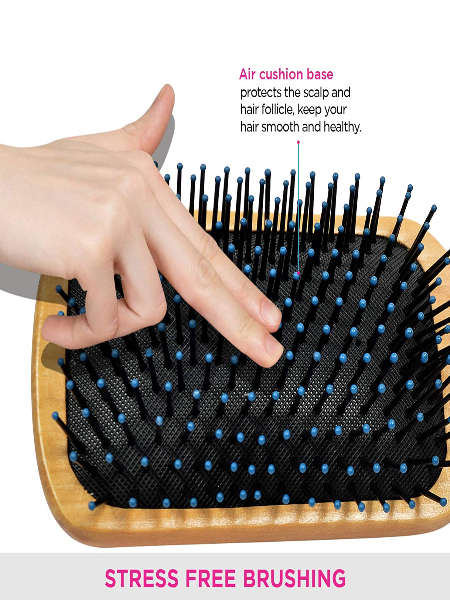 Air cushion base
protects the scalp and
hair follicle, keep your
hair smooth and healthy.
STRESS FREE BRUSHING